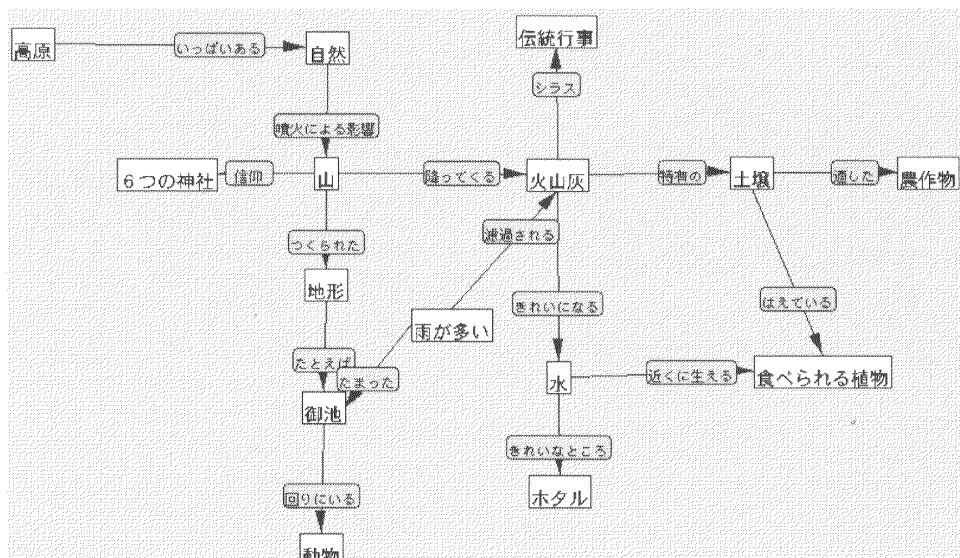 伝統行事
高原
いっぱいある
自然
シラス
噴火による影響
6つの神社
信仰
山
降ってくる
火山灰
特有の
土壌
適した
農作物
濾過される
つくられた
地形
きれいになる
はえている
雨が多い
たとえば
たまった
水
近くに生える
食べられる植物
御池
きれいなところ
回りにいる
ホタル
動物